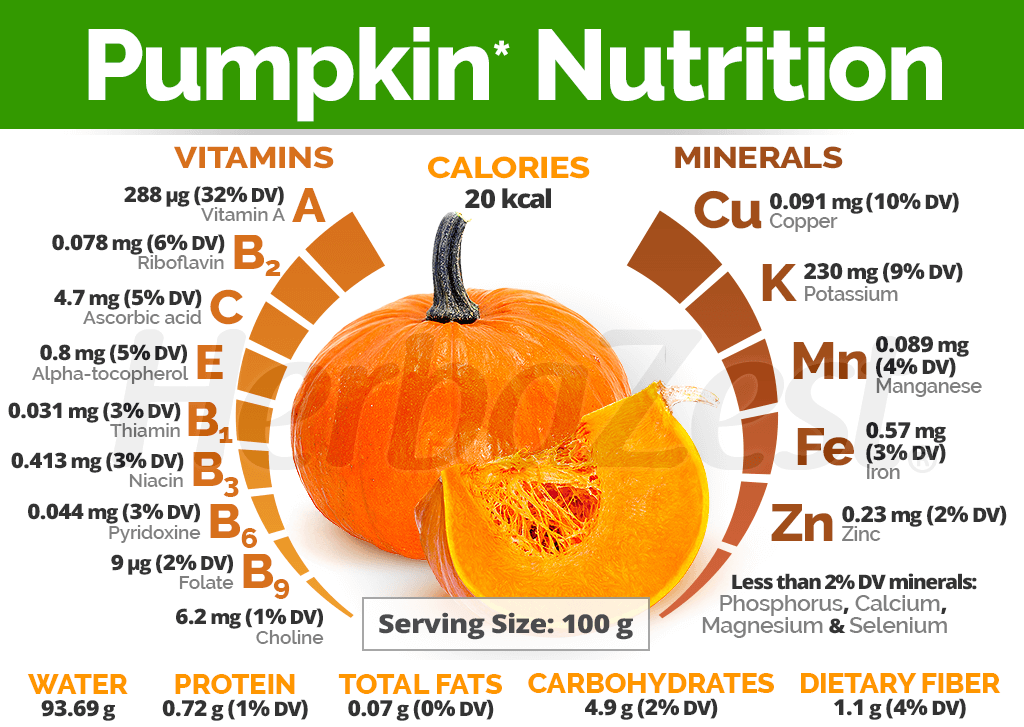 Pumpkin* Nutrition
VITAMINS
288 µg (32% DV)
Vitamin A
A
0.078 mg (6% DV)
Riboflavin
B2
4.7 mg (5% DV)
Ascorbic acid
C
0.8 mg (5% DV)
Alpha-tocopherol
E
0.031 mg (3% DV)
Thiamin
B1
0.413 mg (3% DV)
Niacin
B3
0.044 mg (3% DV)
Pyridoxine
B6
9 µg (2% DV)
Folate
B9
6.2 mg (1% DV)
Choline
CALORIES
20 kcal
MINERALS
Cu
0.091 mg (10% DV)
Copper
K
230 mg (9% DV)
Potassium
Mn
0.089 mg
(4% DV)
Manganese
Fe
0.57 mg
(3% DV)
Iron
Zn
0.23 mg (2% DV)
Zinc
Less than 2% DV minerals:
Phosphorus, Calcium,
Magnesium & Selenium
HerbaZest®
Serving Size: 100 g
WATER
93.69 g
PROTEIN
0.72 g (1% DV)
TOTAL FATS
0.07 g (0% DV)
CARBOHYDRATES
4.9 g (2% DV)
DIETARY FIBER
1.1 g (4% DV)